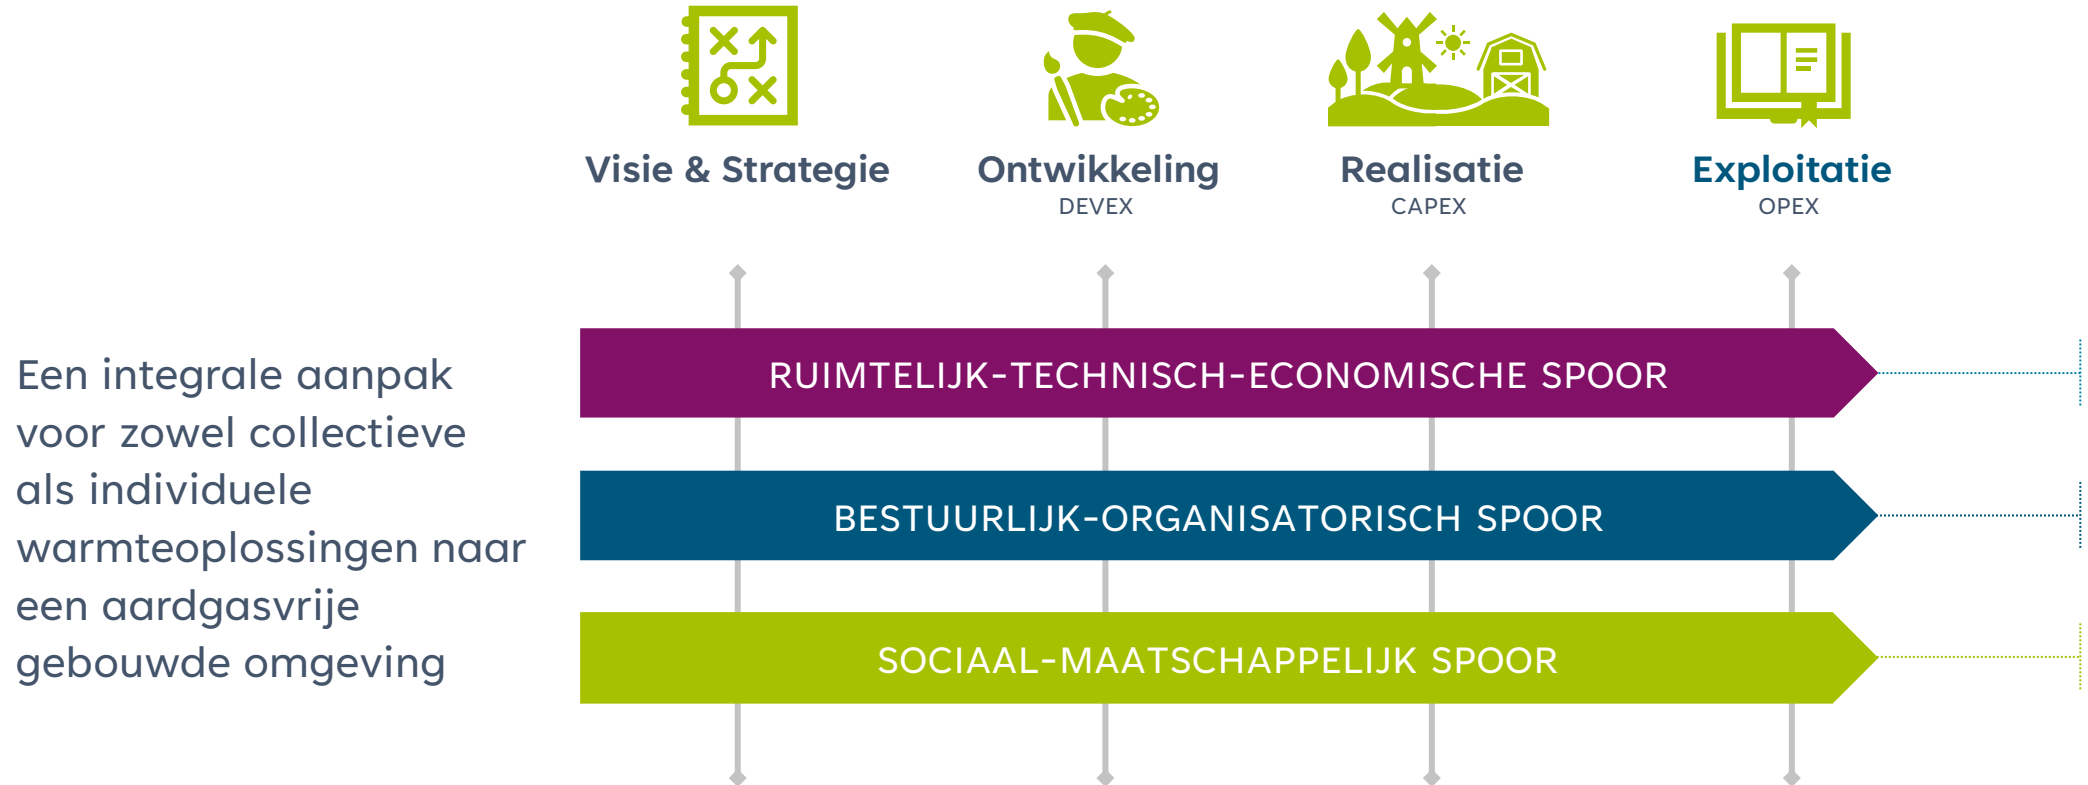 Visie & Strategie
Ontwikkeling
DEVEX
Realisatie
CAPEX
Exploitatie
OPEX
Een integrale aanpak
voor zowel collectieve
als individuele
warmteoplossingen naar
een aardgasvrije
gebouwde omgeving
RUIMTELIJK-TECHNISCH-ECONOMISCHE SPOOR
BESTUURLIJK-ORGANISATORISCH SPOOR
SOCIAAL-MAATSCHAPPELIJK SPOOR